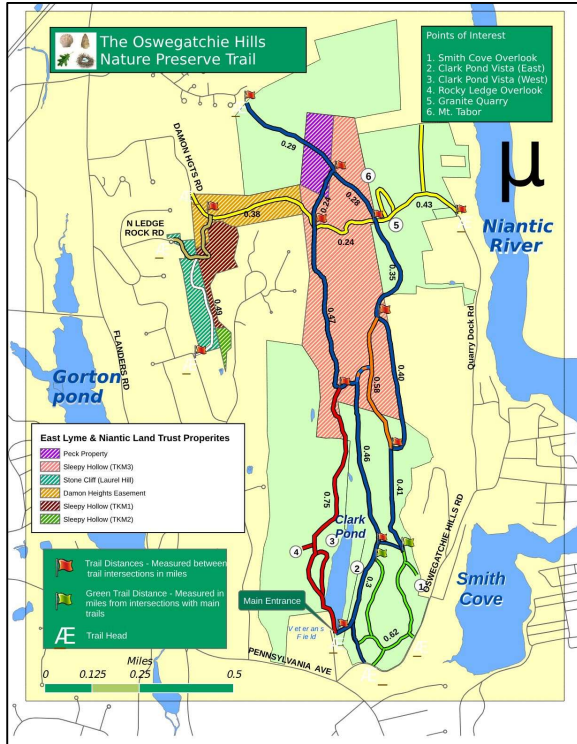 The Oswegatchie Hills
Nature Preserve Trail
Points of Interest
1. Smith Cove Overlook
2. Clark Pond Vista (East)
3. Clark Pond Vista (West)
4. Rocky Ledge Overlook
5. Granite Quarry
6. Mt. Tabor
µ
Niantic
River
DAMON HGTS RD
N LEDGE
ROCK RD
FLANDERS RD
Gorton
pond
Quarry Dock Rd
0.29
0.24
0.28
6
5
0.43
0.38
0.24
0.35
0.49
0.47
0.40
0.58
0.46
0.41
0.75
East Lyme & Niantic Land Trust Properites
Peck Property
Sleepy Hollow (TKM3)
Stone Cliff (Laurel Hill)
Damon Heights Easement
Sleepy Hollow (TKM1)
Sleepy Hollow (TKM2)
Clark
Pond
3
4
2
1
0.3
0.62
OSWEGATCHIE HILLS RD
Smith
Cove
Trail Distances - Measured between
trail intersections in miles
Green Trail Distance - Measured in
miles from intersections with main
trails
Æ Trail Head
Main Entrance
Veterans
Field
PENNSYLVANIA AVE
Æ
Æ
Miles
0 0.125 0.25 0.5